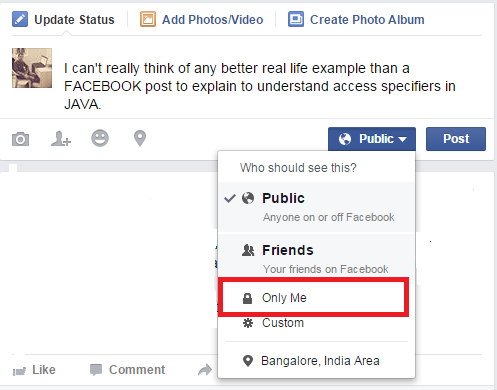 Update Status Add Photos/Video Create Photo Album
I can't really think of any better real life example than a
FACEBOOK post to explain to understand access specifiers in
JAVA.
Public Post
Who should see this?
Public
Anyone on or off Facebook
Friends
Your friends on Facebook
Only Me
Custom
Bangalore, India Area
Like Comment